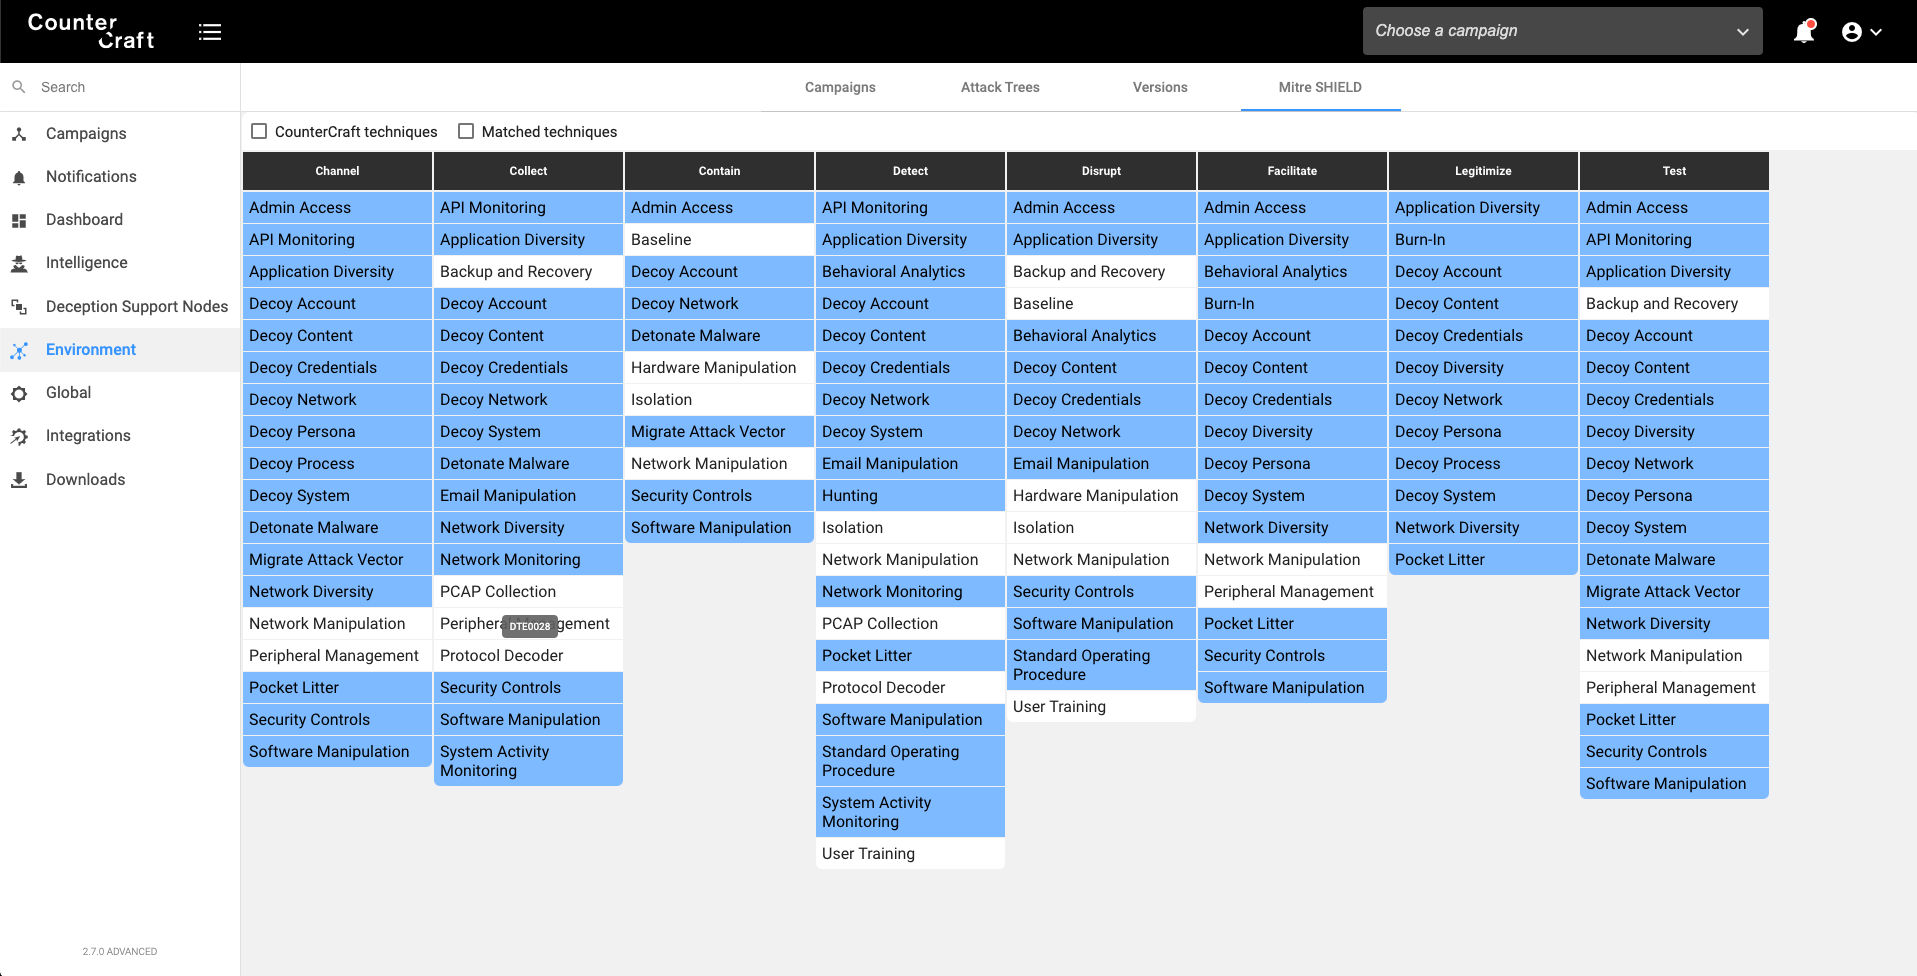 Counter
Craft
Choose a campaign
Search
Campaigns
Attack Trees
Versions
Mitre SHIELD
Campaigns
Notifications
Dashboard
Intelligence
Deception Support Nodes
Environment
Global
Integrations
Downloads
2.7.0 ADVANCED
CounterCraft techniques
Matched techniques
Channel
Admin Access
API Monitoring
Application Diversity
Decoy Account
Decoy Content
Decoy Credentials
Decoy Network
Decoy Persona
Decoy Process
Decoy System
Detonate Malware
Migrate Attack Vector
Network Diversity
Network Manipulation
Peripheral Management
Pocket Litter
Security Controls
Software Manipulation
Collect
API Monitoring
Application Diversity
Backup and Recovery
Decoy Account
Decoy Content
Decoy Credentials
Decoy Network
Decoy System
Detonate Malware
Email Manipulation
Network Diversity
Network Monitoring
PCAP Collection
Peripheral Management
DTE0028
Protocol Decoder
Security Controls
Software Manipulation
System Activity
Monitoring
Contain
Admin Access
Baseline
Decoy Account
Decoy Network
Detonate Malware
Hardware Manipulation
Isolation
Migrate Attack Vector
Network Manipulation
Security Controls
Software Manipulation
Detect
API Monitoring
Application Diversity
Behavioral Analytics
Decoy Account
Decoy Content
Decoy Credentials
Decoy Network
Decoy System
Email Manipulation
Hunting
Isolation
Network Manipulation
Network Monitoring
PCAP Collection
Pocket Litter
Protocol Decoder
Software Manipulation
Standard Operating
Procedure
System Activity
Monitoring
User Training
Disrupt
Admin Access
Application Diversity
Backup and Recovery
Baseline
Behavioral Analytics
Decoy Content
Decoy Credentials
Decoy Network
Email Manipulation
Hardware Manipulation
Isolation
Network Manipulation
Security Controls
Software Manipulation
Standard Operating
Procedure
User Training
Facilitate
Admin Access
Application Diversity
Behavioral Analytics
Burn-In
Decoy Account
Decoy Content
Decoy Credentials
Decoy Diversity
Decoy Persona
Decoy System
Network Diversity
Network Manipulation
Peripheral Management
Pocket Litter
Security Controls
Software Manipulation
Legitimize
Application Diversity
Burn-In
Decoy Account
Decoy Content
Decoy Credentials
Decoy Diversity
Decoy Network
Decoy Persona
Decoy Process
Decoy System
Network Diversity
Pocket Litter
Test
Admin Access
API Monitoring
Application Diversity
Backup and Recovery
Decoy Account
Decoy Content
Decoy Credentials
Decoy Diversity
Decoy Network
Decoy Persona
Decoy System
Detonate Malware
Migrate Attack Vector
Network Diversity
Network Manipulation
Peripheral Management
Pocket Litter
Security Controls
Software Manipulation